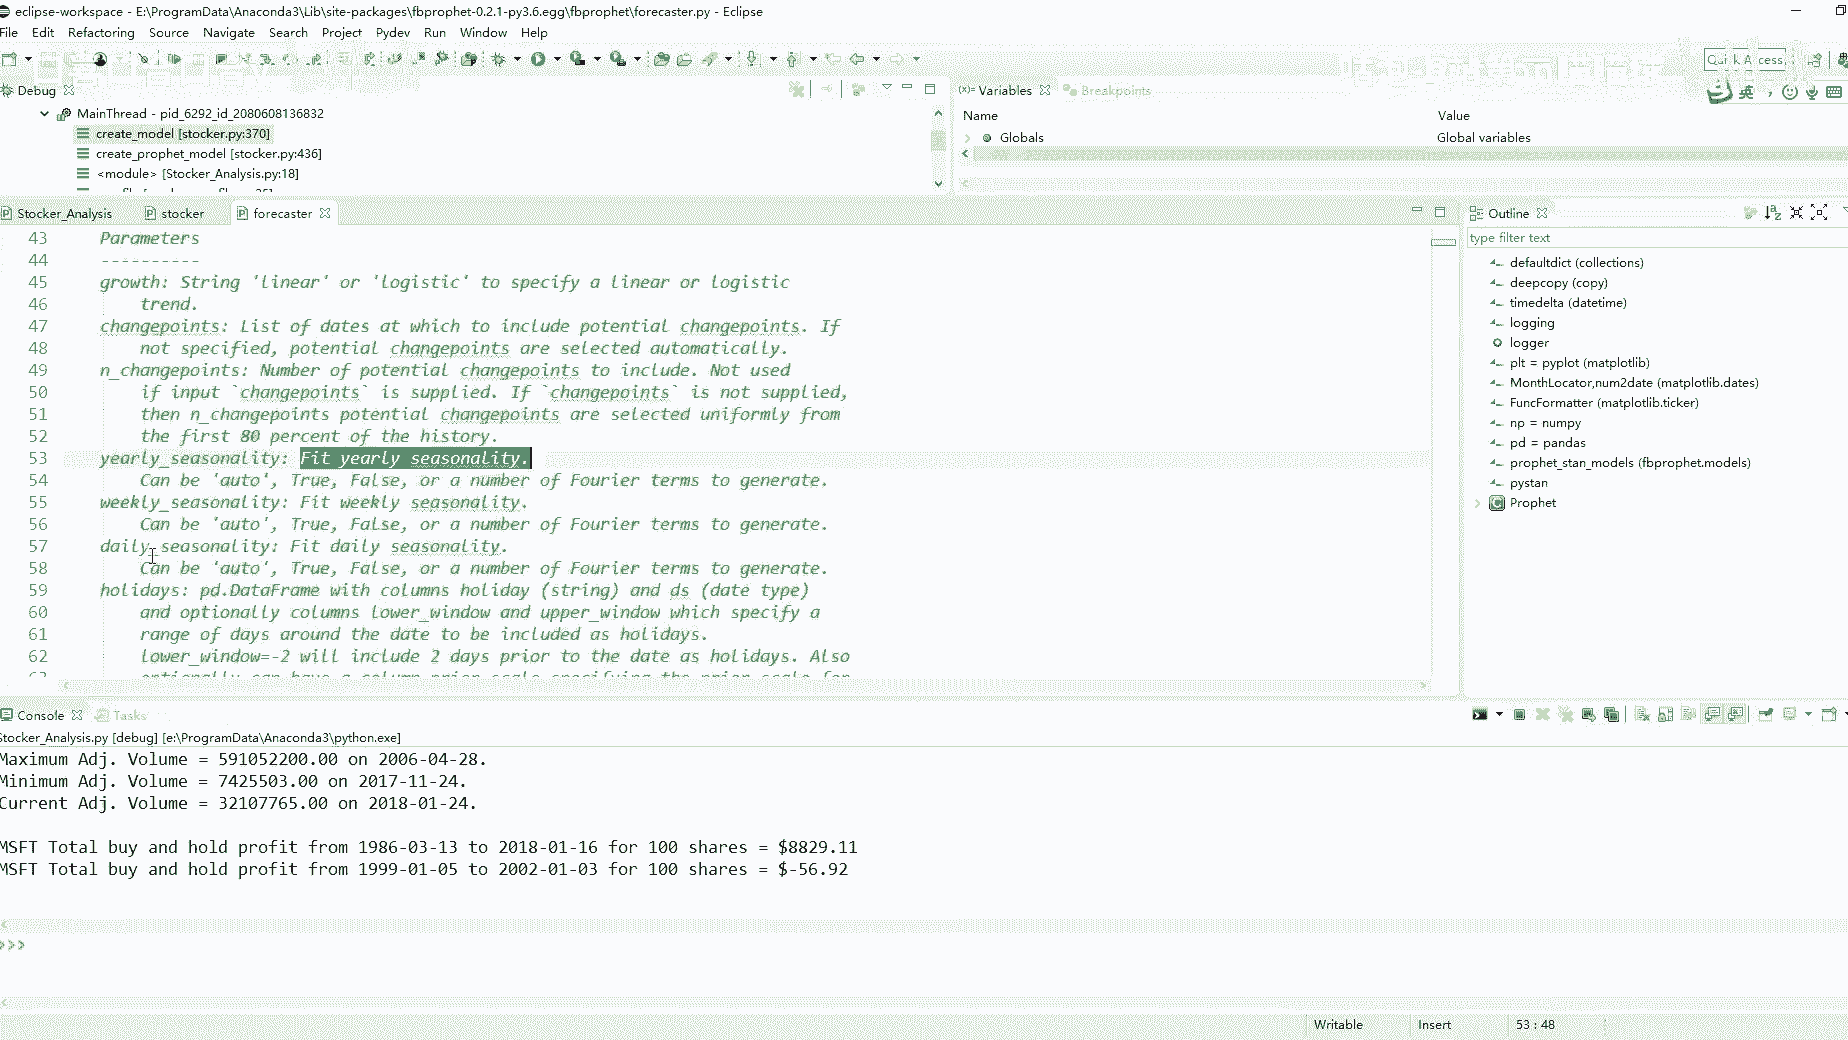 eclipse-workspace - E:\ProgramData\Anaconda3\Lib\site-packages\fbprophet-0.2.1-py3.6.egg\fbprophet\forecaster.py - Eclipse
File Edit Refactoring Source Navigate Search Project Pydev Run Window Help
Debug
MainThread - pid_6292_id_2080608136832
create_model [stocker.py:370]
create_prophet_model [stocker.py:436]
<module> [Stocker_Analysis.py:18]
(x)= Variables Breakpoints
Name Value
Globals Global variables
Stocker_Analysis stocker forecaster
43 Parameters
44 ----------
45 growth: String 'linear' or 'logistic' to specify a linear or logistic
46 trend.
47 changepoints: List of dates at which to include potential changepoints. If
48 not specified, potential changepoints are selected automatically.
49 n_changepoints: Number of potential changepoints to include. Not used
50 if input `changepoints` is supplied. If `changepoints` is not supplied,
51 then n_changepoints potential changepoints are selected uniformly from
52 the first 80 percent of the history.
53 yearly_seasonality: Fit yearly seasonality.
54 Can be 'auto', True, False, or a number of Fourier terms to generate.
55 weekly_seasonality: Fit weekly seasonality.
56 Can be 'auto', True, False, or a number of Fourier terms to generate.
57 daily_seasonality: Fit daily seasonality.
58 Can be 'auto', True, False, or a number of Fourier terms to generate.
59 holidays: pd.DataFrame with columns holiday (string) and ds (date type)
60 and optionally columns lower_window and upper_window which specify a
61 range of days around the date to be included as holidays.
62 lower_window=-2 will include 2 days prior to the date as holidays. Also
Outline
type filter text
defaultdict (collections)
deepcopy (copy)
timedelta (datetime)
logging
logger
plt = pyplot (matplotlib)
MonthLocator,num2date (matplotlib.dates)
FuncFormatter (matplotlib.ticker)
np = numpy
pd = pandas
prophet_stan_models (fbprophet.models)
pystan
Prophet
Console Tasks
Stocker_Analysis.py [debug] [e:\ProgramData\Anaconda3\python.exe]
Maximum Adj. Volume = 591052200.00 on 2006-04-28.
Minimum Adj. Volume = 7425503.00 on 2017-11-24.
Current Adj. Volume = 32107765.00 on 2018-01-24.
MSFT Total buy and hold profit from 1986-03-13 to 2018-01-16 for 100 shares = $8829.11
MSFT Total buy and hold profit from 1999-01-05 to 2002-01-03 for 100 shares = $-56.92
>>>
Writable Insert 53 : 48